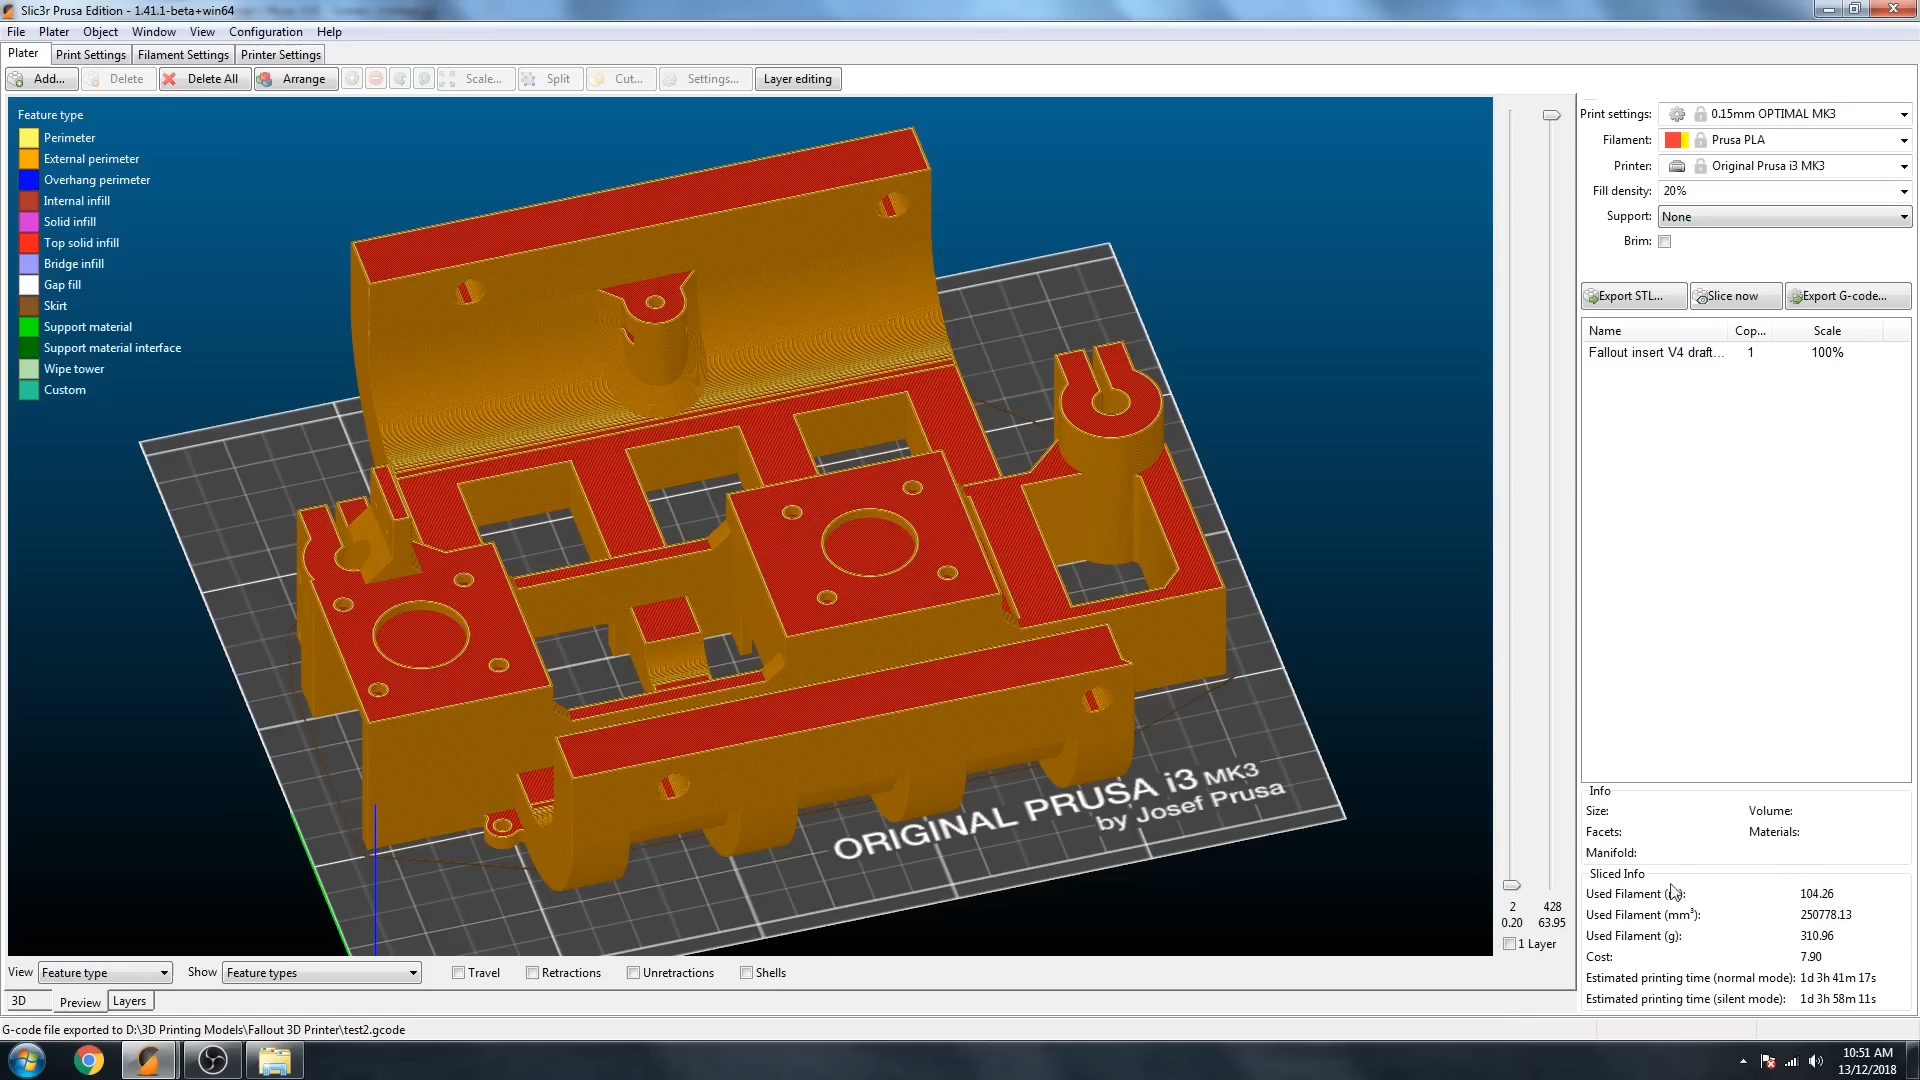 Slic3r Prusa Edition - 1.41.1-beta+win64
File Plater Object Window View Configuration Help
Plater Print Settings Filament Settings Printer Settings
Add... Delete Delete All Arrange Scale... Split Cut... Settings... Layer editing
Feature type
Perimeter
External perimeter
Overhang perimeter
Internal infill
Solid infill
Top solid infill
Bridge infill
Gap fill
Skirt
Support material
Support material interface
Wipe tower
Custom
ORIGINAL PRUSA i3 MK3
by Josef Prusa
2 428
0.20 63.95
1 Layer
View Feature type Show Feature types Travel Retractions Unretractions Shells
3D Preview Layers
Print settings: 0.15mm OPTIMAL MK3
Filament: Prusa PLA
Printer: Original Prusa i3 MK3
Fill density: 20%
Support: None
Brim:
Export STL... Slice now Export G-code...
Name Cop... Scale
Fallout insert V4 draft... 1 100%
Info
Size: Volume:
Facets: Materials:
Manifold:
Sliced Info
Used Filament 104.26
Used Filament (mm³): 250778.13
Used Filament (g): 310.96
Cost: 7.90
Estimated printing time (normal mode): 1d 3h 41m 17s
Estimated printing time (silent mode): 1d 3h 58m 11s
G-code file exported to D:\3D Printing Models\Fallout 3D Printer\test2.gcode
10:51 AM
13/12/2018